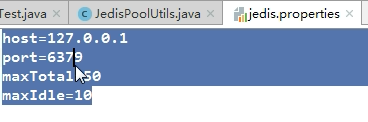 Test.java
JedisPoolUtils.java
jedis.properties
host=127.0.0.1
port=6379
maxTotal=50
maxIdle=10